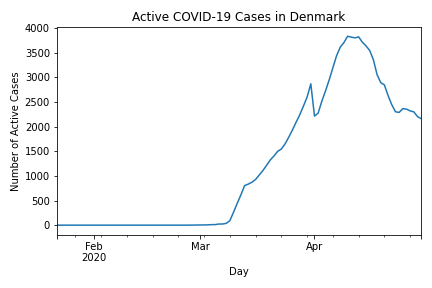 Active COVID-19 Cases in Denmark
Number of Active Cases
4000
3500
3000
2500
2000
1500
1000
500
0
Feb
2020
Mar
Apr
Day